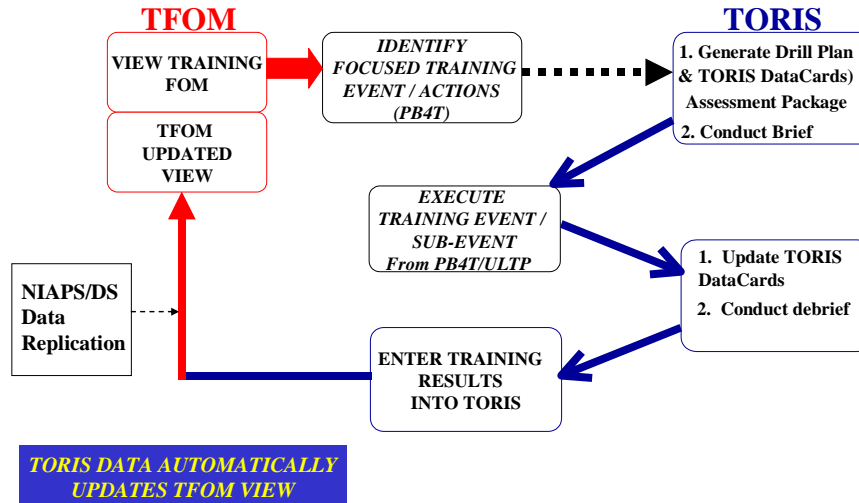 TFOM
VIEW TRAINING
FOM
TFOM
UPDATED
VIEW
IDENTIFY
FOCUSED TRAINING
EVENT / ACTIONS
(PB4T)
TORIS
1. Generate Drill Plan
& TORIS DataCards)
Assessment Package
2. Conduct Brief
EXECUTE
TRAINING EVENT /
SUB-EVENT
From PB4T/ULTP
1. Update TORIS
DataCards
2. Conduct debrief
ENTER TRAINING
RESULTS
INTO TORIS
NIAPS/DS
Data
Replication
TORIS DATA AUTOMATICALLY
UPDATES TFOM VIEW